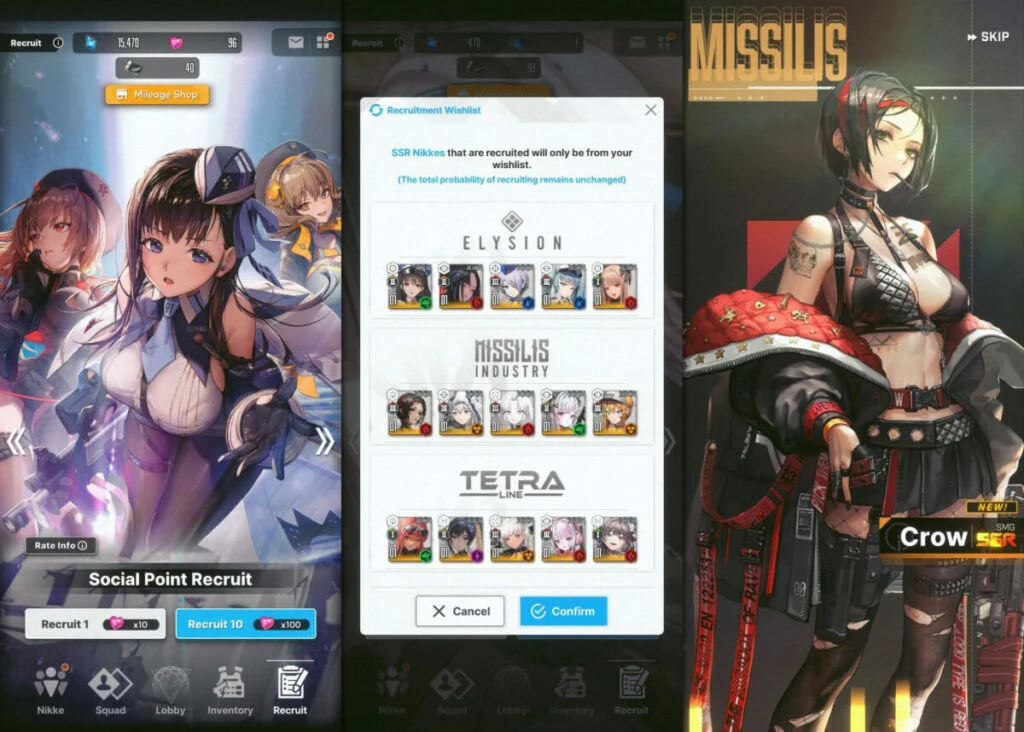 Recruit
15,470
96
40
Mileage Shop
Rate Info
Social Point Recruit
Recruit 1
x10
Recruit 10
x100
Nikke
Squad
Lobby
Inventory
Recruit
Recruit
Mileage Shop
Recruitment Wishlist
SSR Nikkes that are recruited will only be from your
wishlist.
(The total probability of recruiting remains unchanged)
ELYSION
MISSILIS
INDUSTRY
TETRA
LINE
Cancel
Confirm
Nikke
Squad
Lobby
Inventory
Recruit
MISSILIS
SKIP
NEW!
SMG
Crow
SSR